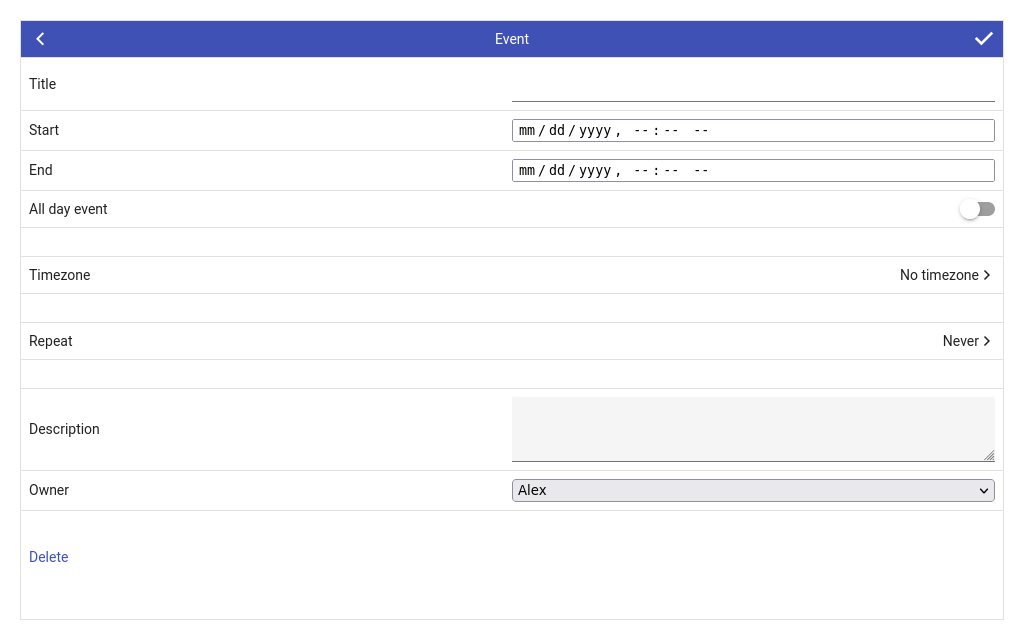 Event
Title
Start mm/dd/yyyy, --:-- --
End mm/dd/yyyy, --:-- --
All day event
Timezone No timezone
Repeat Never
Description
Owner Alex
Delete